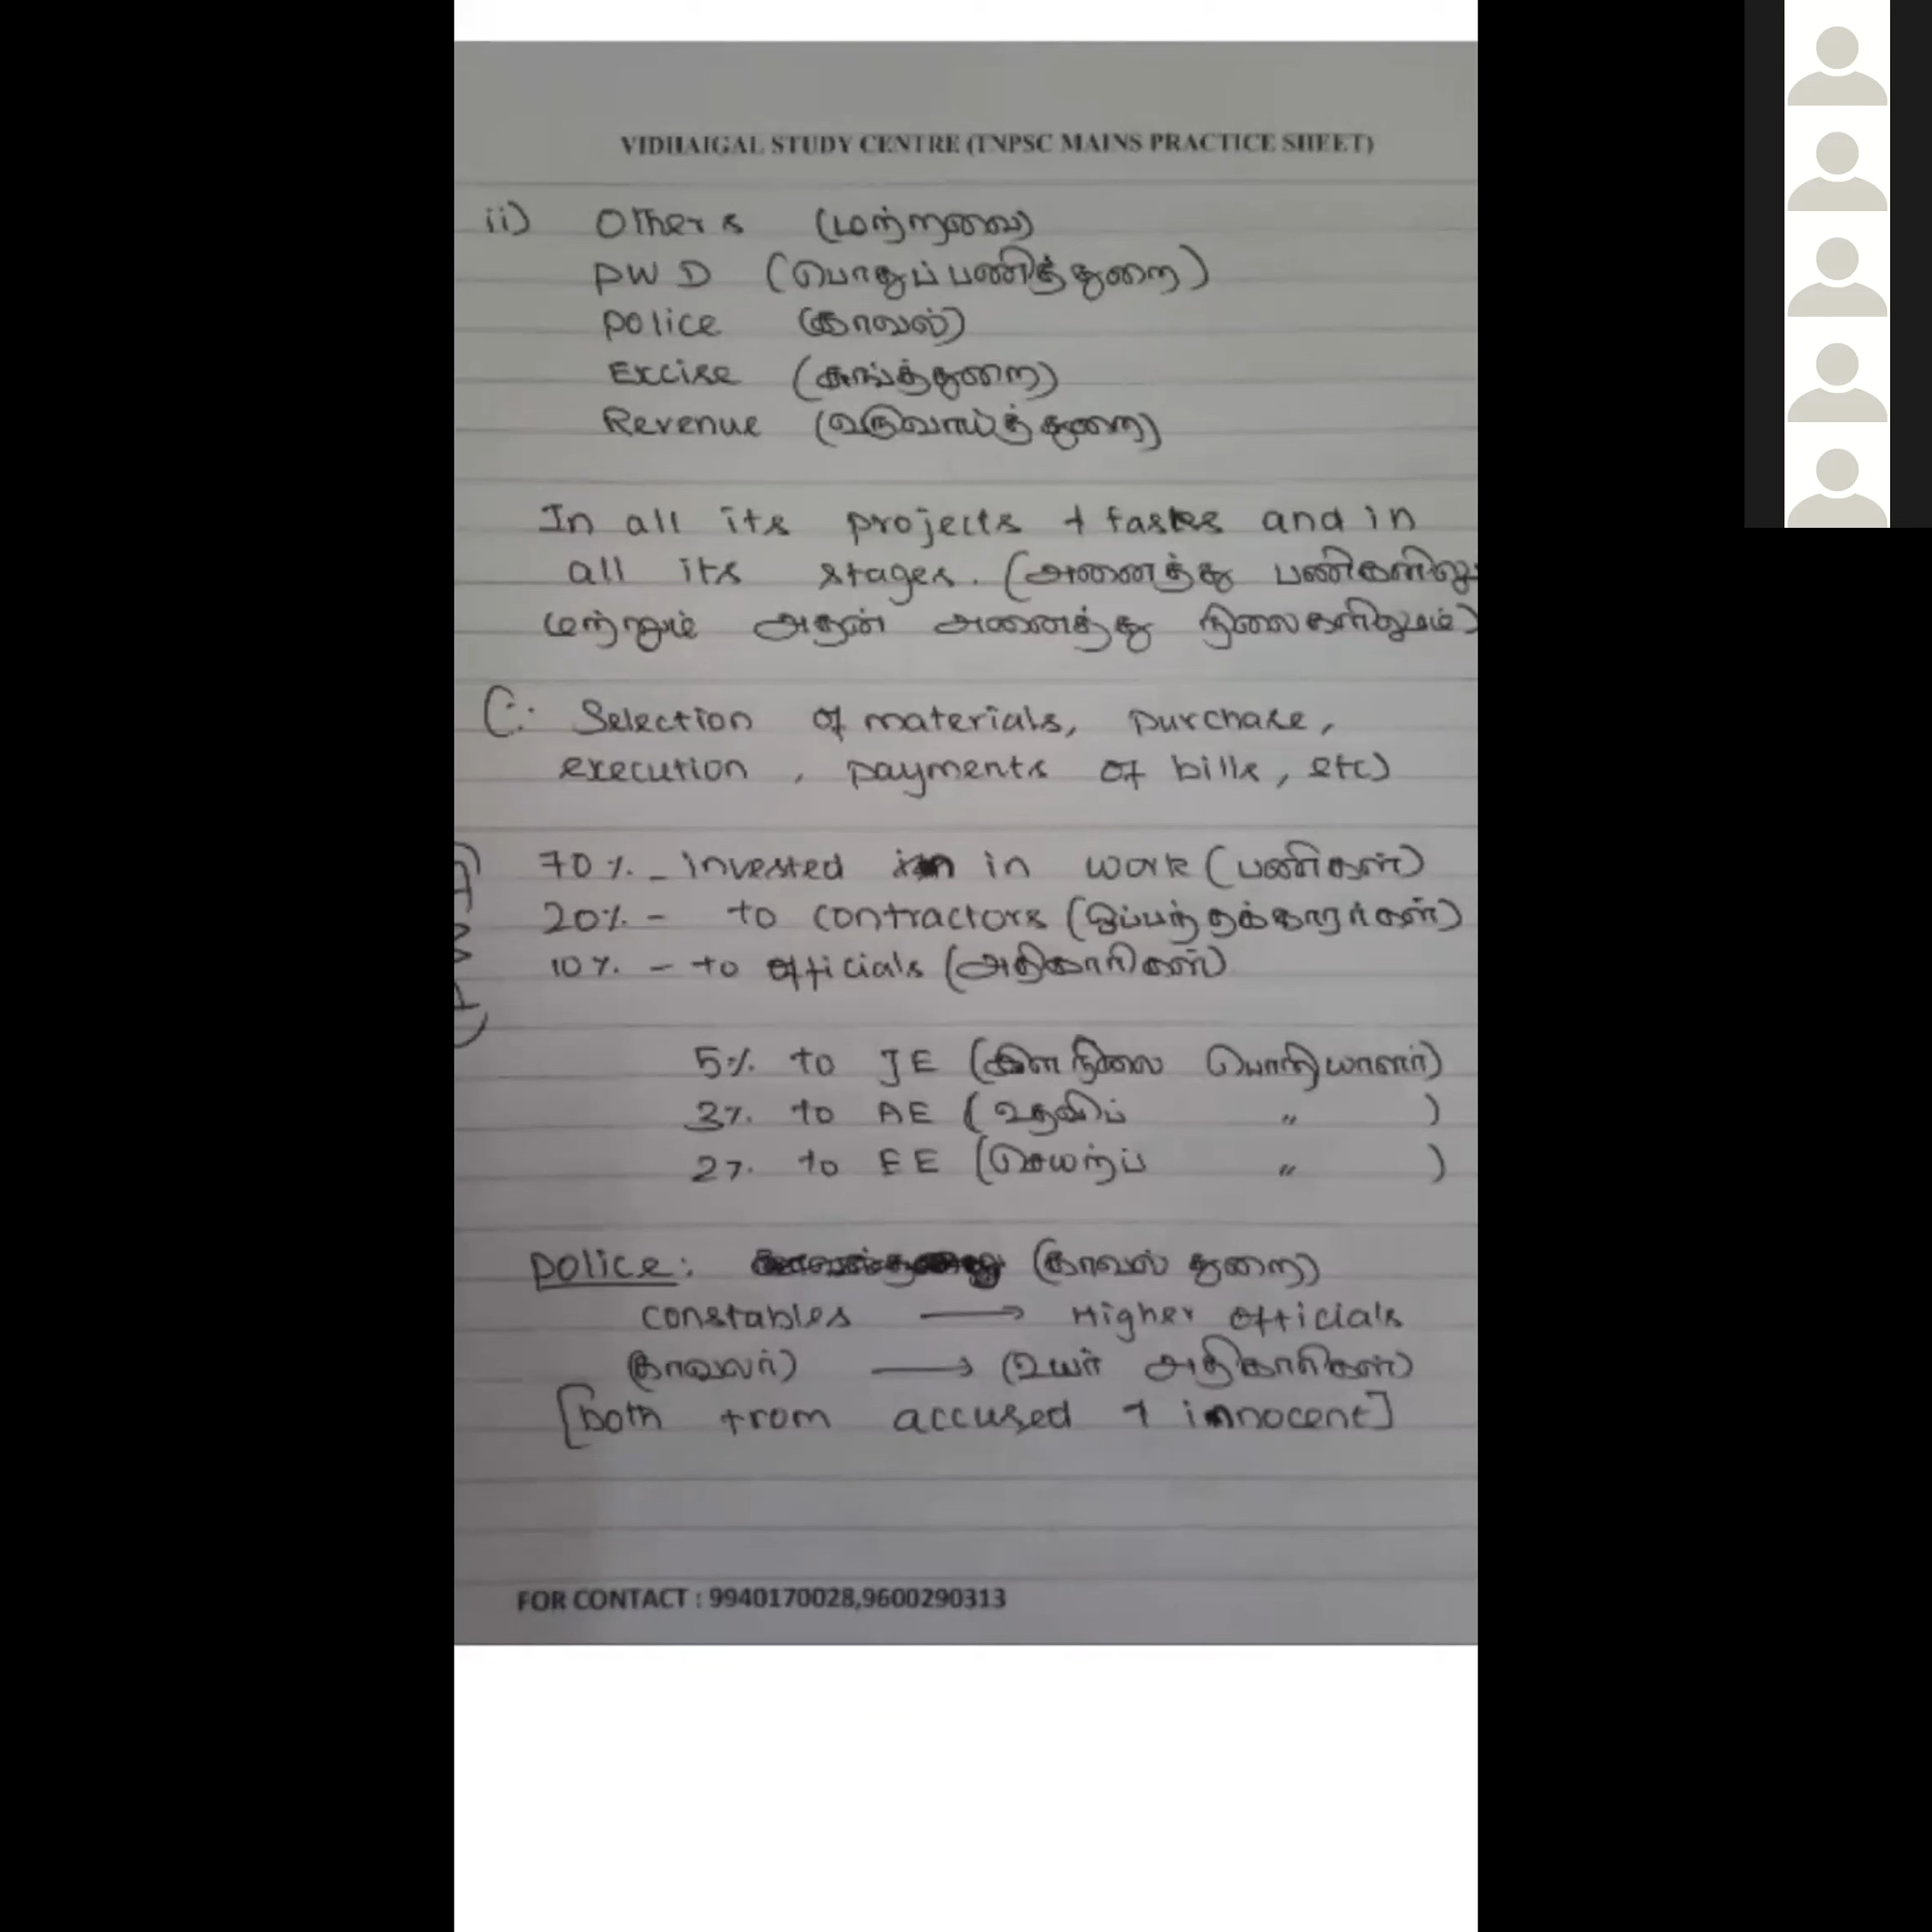 VIDHAIGAL STUDY CENTRE (TNPSC MAINS PRACTICE SHEET)
ii) Others (மற்றவை)
PWD (பொதுப்பணித்துறை)
Police (காவல்)
Excise (சுங்கத்துறை)
Revenue (வருவாய்த்துறை)
In all its projects + and in
all its stages. (அனைத்து பணிகளிலு
மற்றும் அதன் அனைத்து நிலைகளிலும்)
(∵ Selection of materials, purchase,
execution, payments of bills, etc)
70% - invested in work (பணிகள்)
20% - to contractors (ஒப்பந்தக்காரர்கள்)
10% - to officials (அதிகாரிகள்)
5% to JE (இளநிலை பொறியாளர்)
3% to AE (உதவிப் " )
2% to EE (செயற்ப் " )
Police: (காவல் துறை)
Constables → Higher officials
(காவலர்) → (உயர் அதிகாரிகள்)
[both from accused + innocent]
FOR CONTACT : 9940170028,9600290313